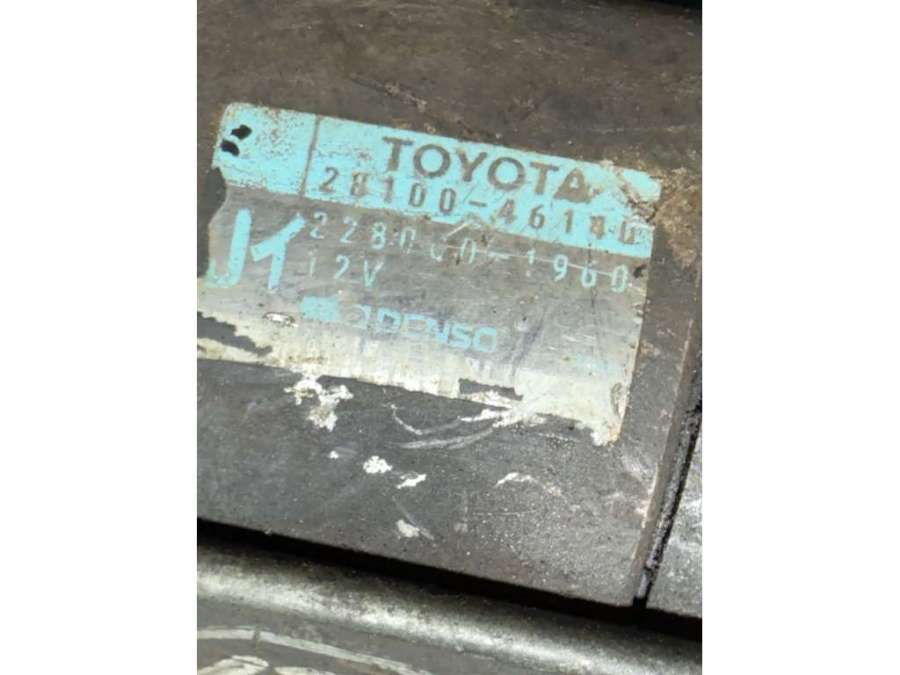 TOYOTA
28100-46140
228000-1960
12V
DENSO